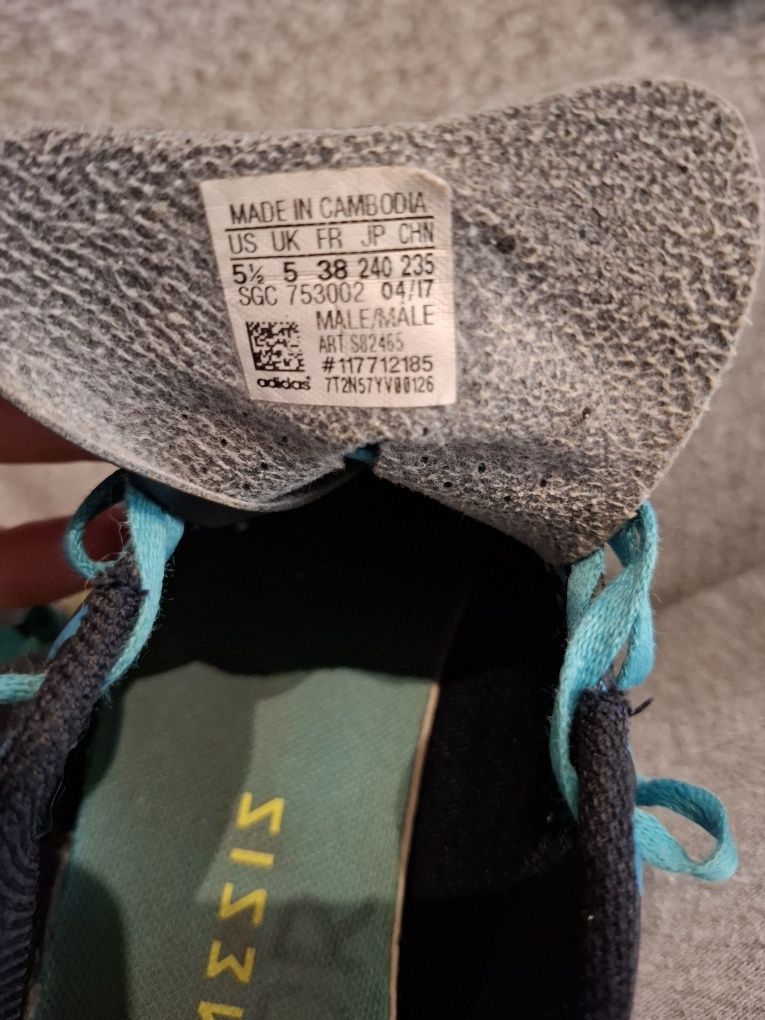 MADE IN CAMBODIA
US UK FR JP CHN
5½ 5 38 240 235
SGC 753002 04/17
MALE/MALE
ART S82465
#117712185
adidas 7T2N57YV00126